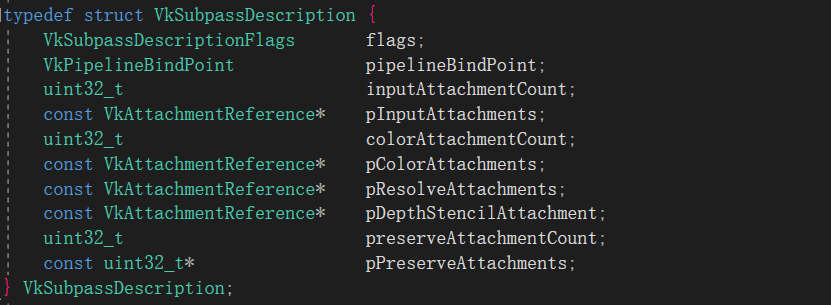 typedef struct VkSubpassDescription {
VkSubpassDescriptionFlags flags;
VkPipelineBindPoint pipelineBindPoint;
uint32_t inputAttachmentCount;
const VkAttachmentReference* pInputAttachments;
uint32_t colorAttachmentCount;
const VkAttachmentReference* pColorAttachments;
const VkAttachmentReference* pResolveAttachments;
const VkAttachmentReference* pDepthStencilAttachment;
uint32_t preserveAttachmentCount;
const uint32_t* pPreserveAttachments;
} VkSubpassDescription;